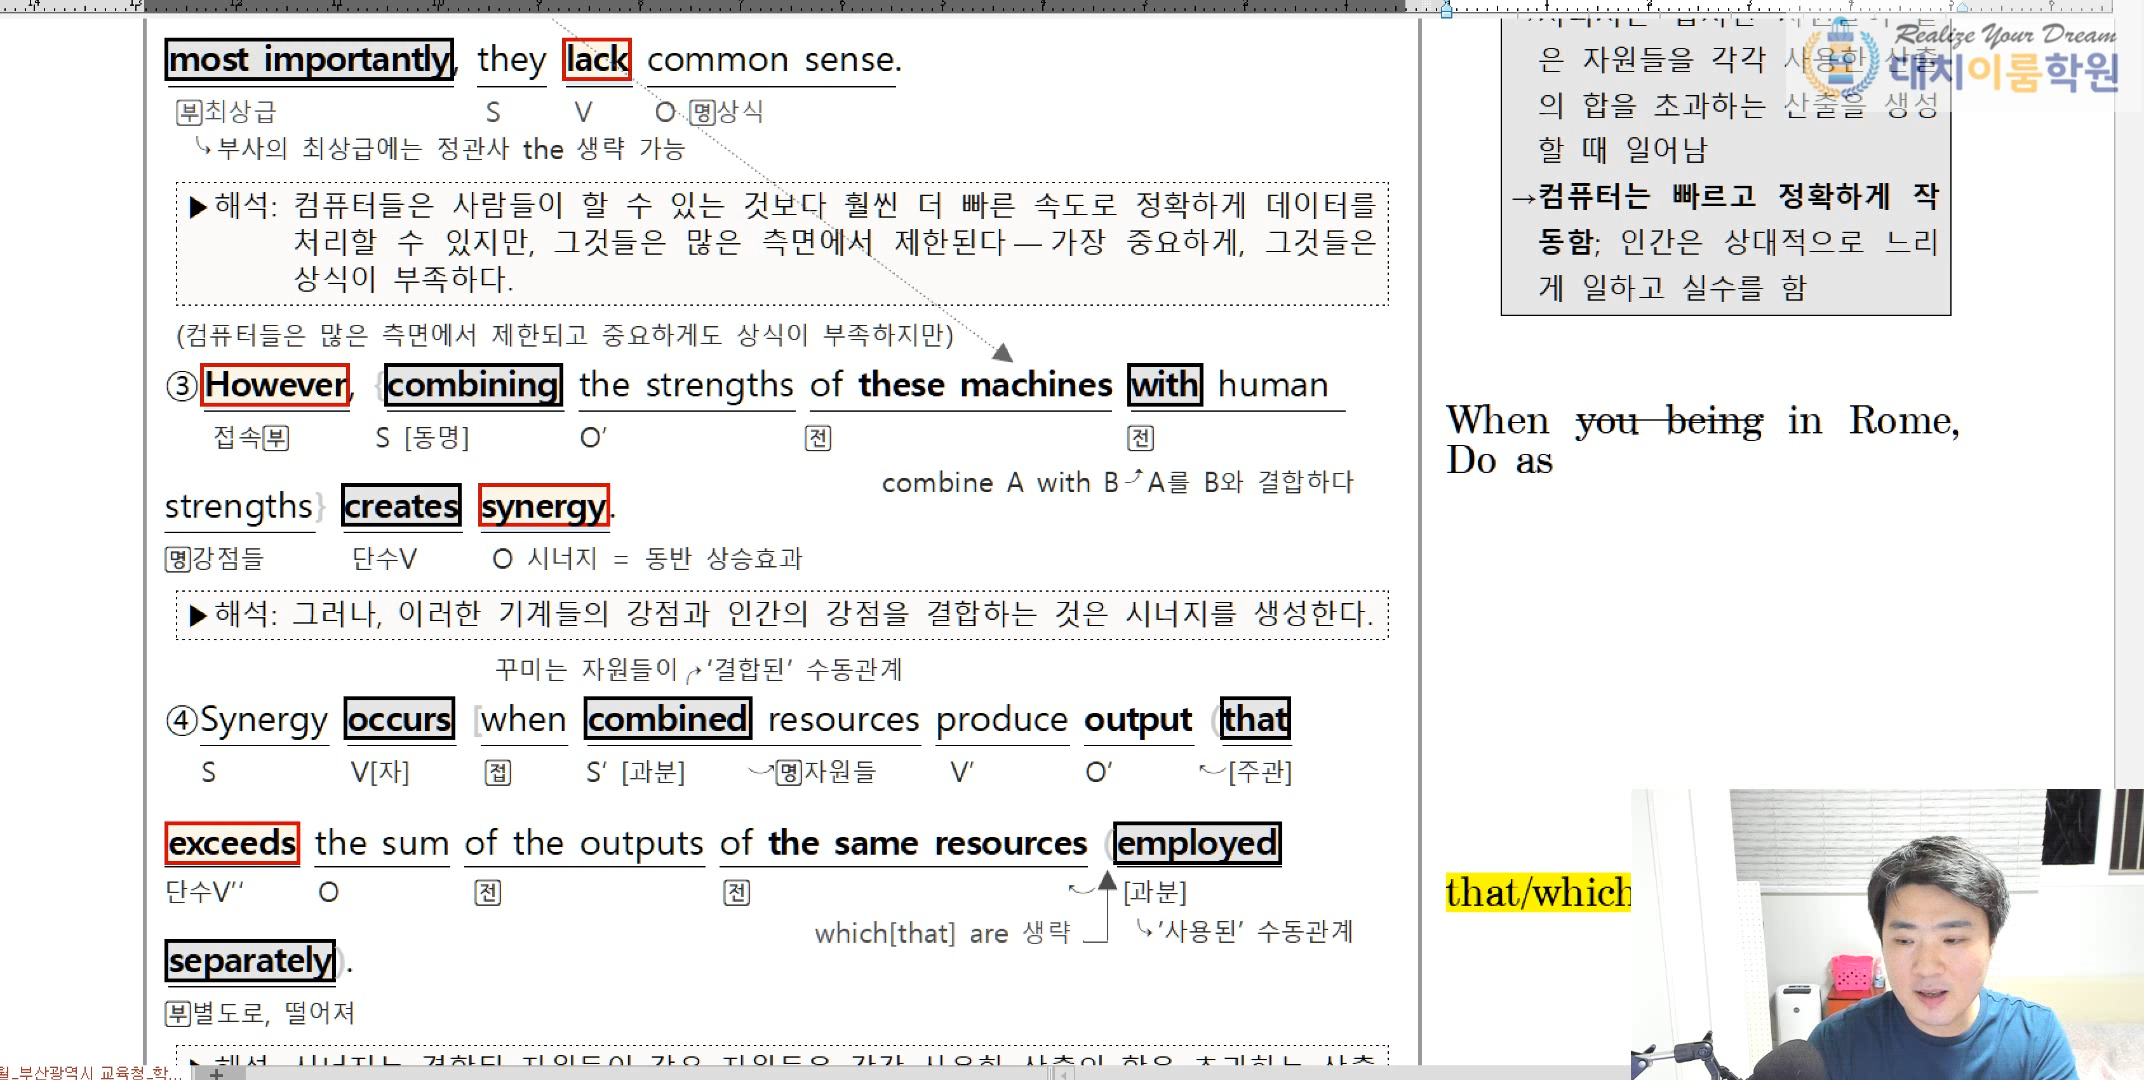 most importantly, they lack common sense.
부최상급 S V O 명상식
부사의 최상급에는 정관사 the 생략 가능
▶해석: 컴퓨터들은 사람들이 할 수 있는 것보다 훨씬 더 빠른 속도로 정확하게 데이터를
처리할 수 있지만, 그것들은 많은 측면에서 제한된다 — 가장 중요하게, 그것들은
상식이 부족하다.
(컴퓨터들은 많은 측면에서 제한되고 중요하게도 상식이 부족하지만)
③However, {combining the strengths of these machines with human
접속부 S [동명] O′ 전 전
combine A with B A를 B와 결합하다
strengths} creates synergy.
명강점들 단수V O 시너지 = 동반 상승효과
▶해석: 그러나, 이러한 기계들의 강점과 인간의 강점을 결합하는 것은 시너지를 생성한다.
꾸미는 자원들이 ‘결합된’ 수동관계
④Synergy occurs [when combined resources produce output (that
S V[자] 접 S′ [과분] 명자원들 V′ O′ [주관]
exceeds the sum of the outputs of the same resources (employed
단수V′′ O 전 전 [과분]
which[that] are 생략 ‘사용된’ 수동관계
separately).
부별도로, 떨어져
은 자원들을 각각 사용한 산출
의 합을 초과하는 산출을 생성
할 때 일어남
→컴퓨터는 빠르고 정확하게 작
동함; 인간은 상대적으로 느리
게 일하고 실수를 함
Realize Your Dream
대치이룸학원
When you being in Rome,
Do as
that/which
월_부산광역시 교육청_학...